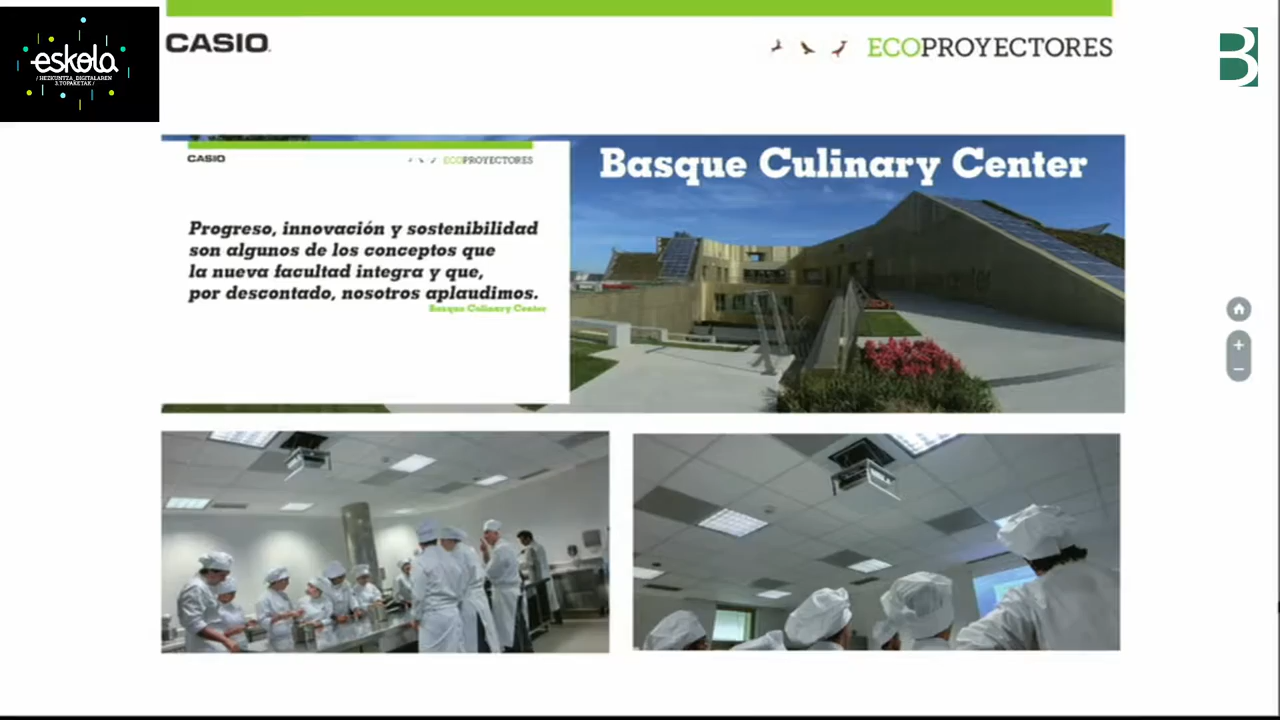 eskola
/ HEZKUNTZA DIGITALAREN
3.TOPAKETAK /
CASIO
ECOPROYECTORES
B
CASIO
ECOPROYECTORES
Basque Culinary Center
Progreso, innovación y sostenibilidad
son algunos de los conceptos que
la nueva facultad integra y que,
por descontado, nosotros aplaudimos.
Basque Culinary Center
+
−